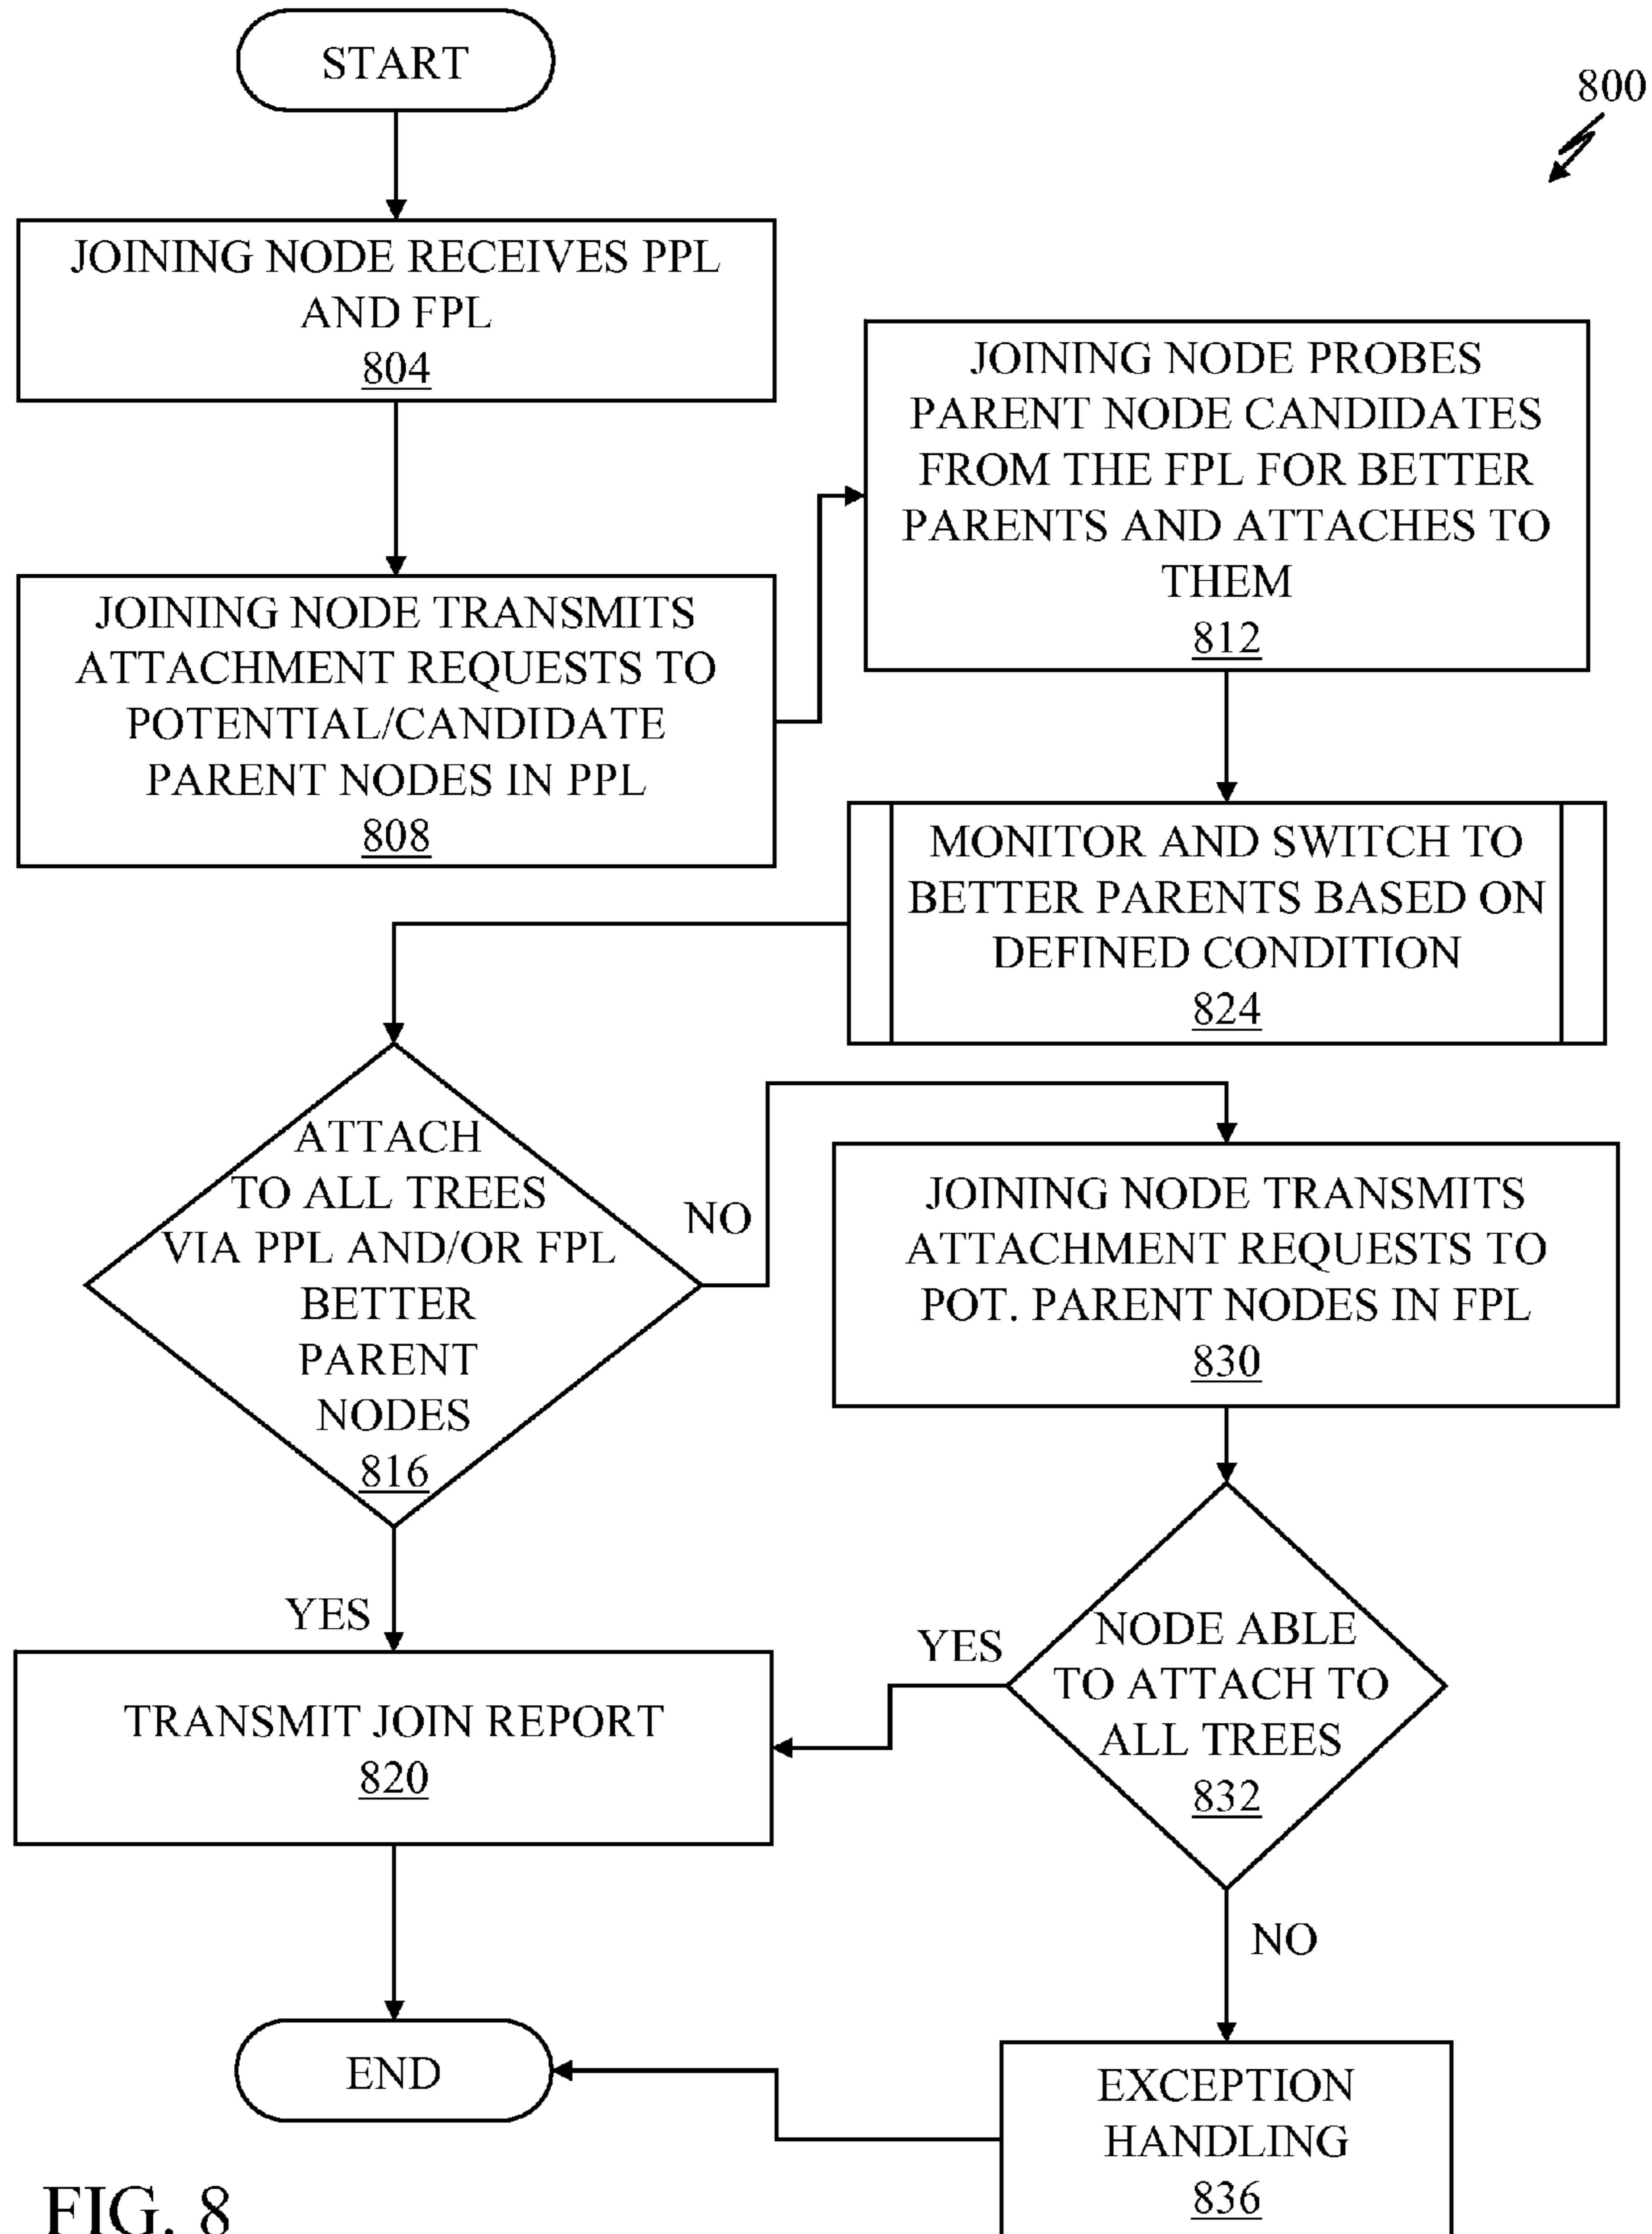 START
800
JOINING NODE RECEIVES PPL
AND FPL
804
JOINING NODE TRANSMITS
ATTACHMENT REQUESTS TO
POTENTIAL/CANDIDATE
PARENT NODES IN PPL
808
JOINING NODE PROBES
PARENT NODE CANDIDATES
FROM THE FPL FOR BETTER
PARENTS AND ATTACHES TO
THEM
812
MONITOR AND SWITCH TO
BETTER PARENTS BASED ON
DEFINED CONDITION
824
ATTACH
TO ALL TREES
VIA PPL AND/OR FPL
BETTER
PARENT
NODES
816
NO
JOINING NODE TRANSMITS
ATTACHMENT REQUESTS TO
POT. PARENT NODES IN FPL
830
YES
TRANSMIT JOIN REPORT
820
YES
NODE ABLE
TO ATTACH TO
ALL TREES
832
NO
END
EXCEPTION
HANDLING
836
FIG. 8